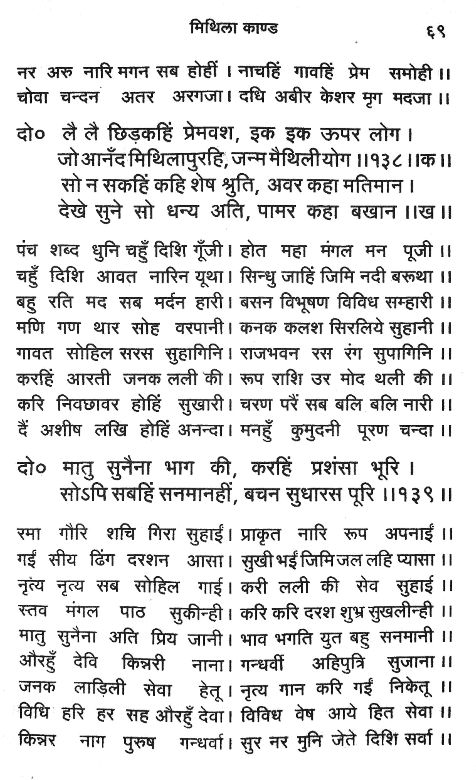 मिथिला काण्ड ६९
नर अरु नारि मगन सब होहीं। नाचहिं गावहिं प्रेम समोही।।
चोवा चन्दन अतर अरगजा। दधि अबीर केशर मृग मदजा।।
दो० लै लै छिड़कहिं प्रेमवश, इक इक ऊपर लोग।
जो आनँद मिथिलापुरहि, जन्म मैथिली योग।।१३८।।क।।
सो न सकहिं कहि शेष श्रुति, अवर कहा मतिमान।
देखे सुने सो धन्य अति, पामर कहा बखान।।ख।।
पंच शब्द धुनि चहुँ दिशि गूँजी। होत महा मंगल मन पूजी।।
चहुँ दिशि आवत नारिन यूथा। सिन्धु जाहिं जिमि नदी बरूथा।।
बहु रति मद सब मर्दन हारी। बसन विभूषण विविध सम्हारी।।
मणि गण थार सोह वरपानी। कनक कलश सिरलिये सुहानी।।
गावत सोहिल सरस सुहागिनि। राजभवन रस रंग सुपागिनि।।
करहिं आरती जनक लली की। रूप राशि उर मोद थली की।।
करि निवछावर होहिं सुखारी। चरण परैं सब बलि बलि नारी।।
दैं अशीष लखि होहिं अनन्दा। मनहुँ कुमुदनी पूरण चन्दा।।
दो० मातु सुनैना भाग की, करहिं प्रशंसा भूरि।
सोऽपि सबहिं सनमानहीं, बचन सुधारस पूरि।।१३९।।
रमा गौरि शचि गिरा सुहाईं। प्राकृत नारि रूप अपनाईं।।
गईं सीय ढिंग दरशन आसा। सुखी भईं जिमि जल लहि प्यासा।।
नृत्य नृत्य सब सोहिल गाई। करी लली की सेव सुहाई।।
स्तव मंगल पाठ सुकीन्ही। करि करि दरश शुभ्र सुखलीन्ही।।
मातु सुनैना अति प्रिय जानी। भाव भगति युत बहु सनमानी।।
औरहुँ देवि किन्नरी नाना। गन्धर्वी अहिपुत्रि सुजाना।।
जनक लाड़िली सेवा हेतू। नृत्य गान करि गईं निकेतू।।
विधि हरि हर सह औरहुँ देवा। विविध वेष आये हित सेवा।।
किन्नर नाग पुरुष गन्धर्वा। सुर नर मुनि जेते दिशि सर्वा।।